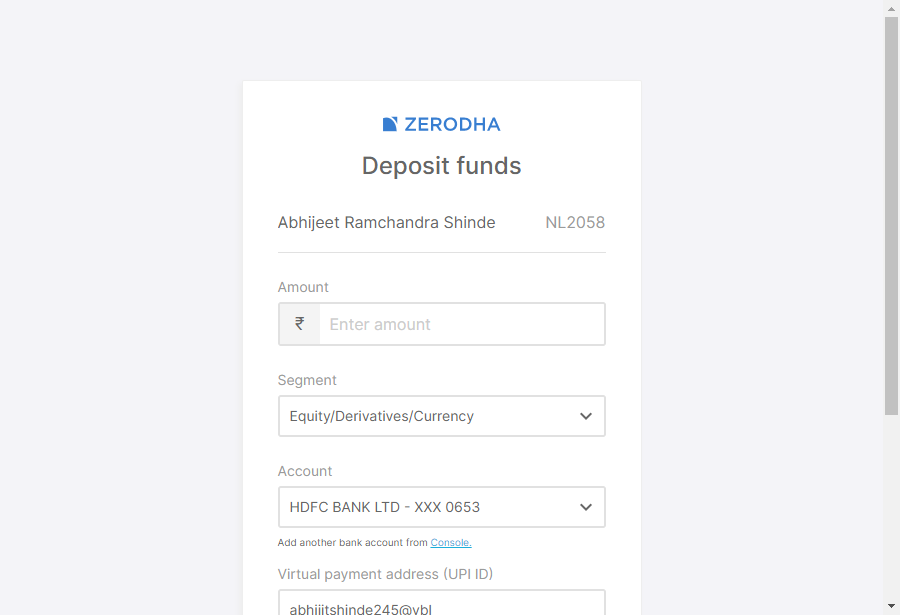 ZERODHA
Deposit funds
Abhijeet Ramchandra Shinde NL2058
Amount
₹ Enter amount
Segment
Equity/Derivatives/Currency
Account
HDFC BANK LTD - XXX 0653
Add another bank account from Console.
Virtual payment address (UPI ID)
abhijitshinde245@ybl